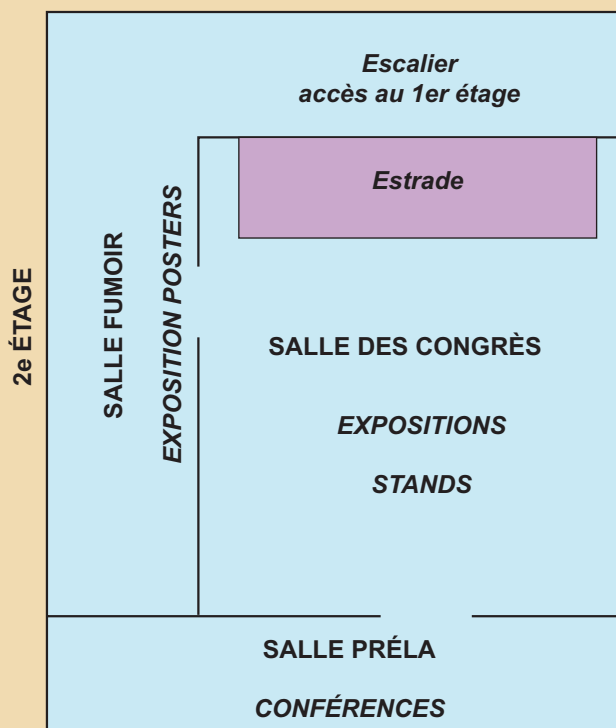 Escalier
accès au 1er étage
Estrade
2e ÉTAGE
SALLE FUMOIR
EXPOSITION POSTERS
SALLE DES CONGRÈS
EXPOSITIONS
STANDS
SALLE PRÉLA
CONFÉRENCES